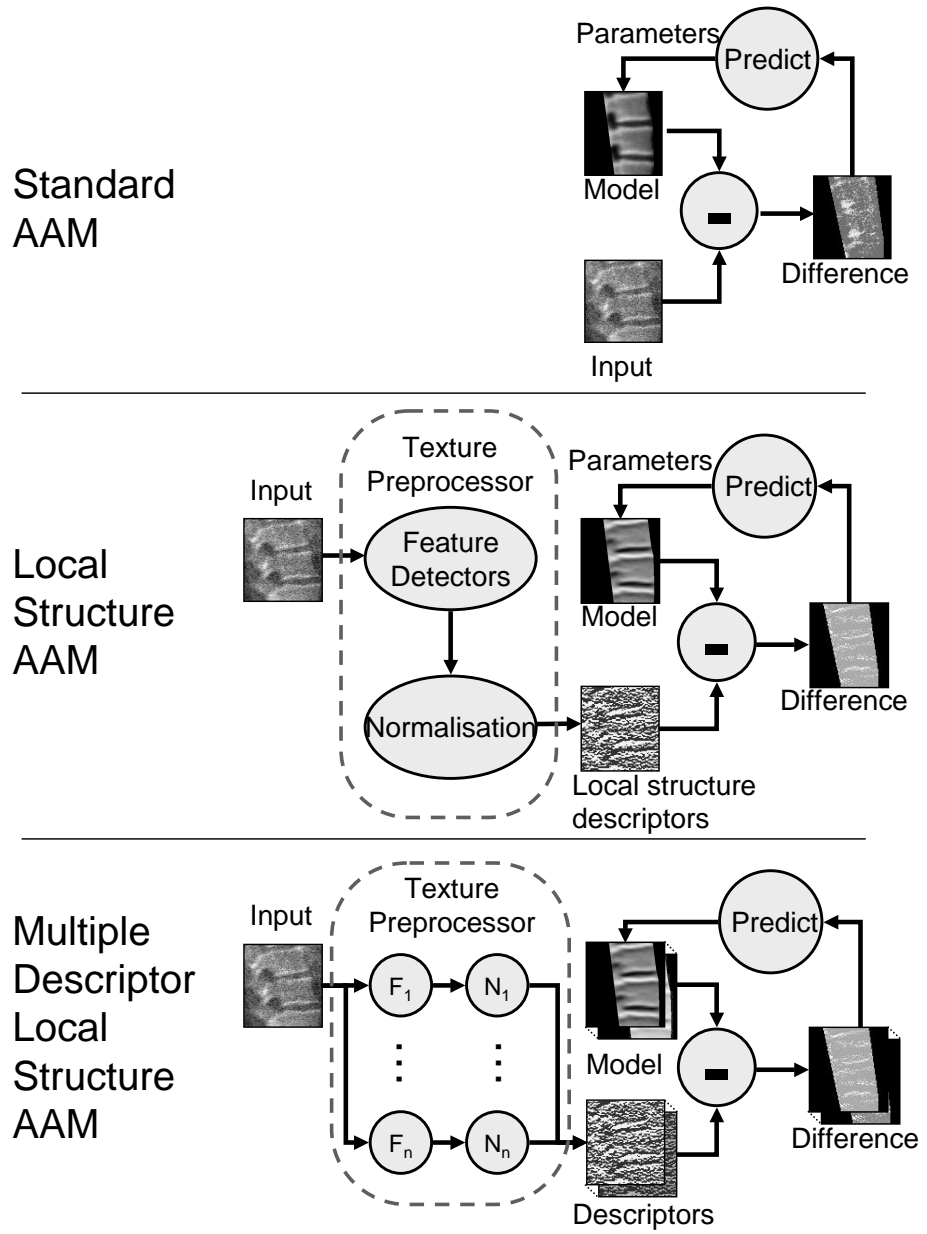 Parameters
Predict
Standard
AAM
Model
-
Difference
Input
Texture
Preprocessor
Parameters
Predict
Input
Feature
Detectors
Local
Structure
AAM
Model
-
Difference
Normalisation
Local structure
descriptors
Texture
Preprocessor
Input
Predict
Multiple
Descriptor
Local
Structure
AAM
F₁
N₁
⋮ ⋮
Model
-
Fₙ
Nₙ
Difference
Descriptors